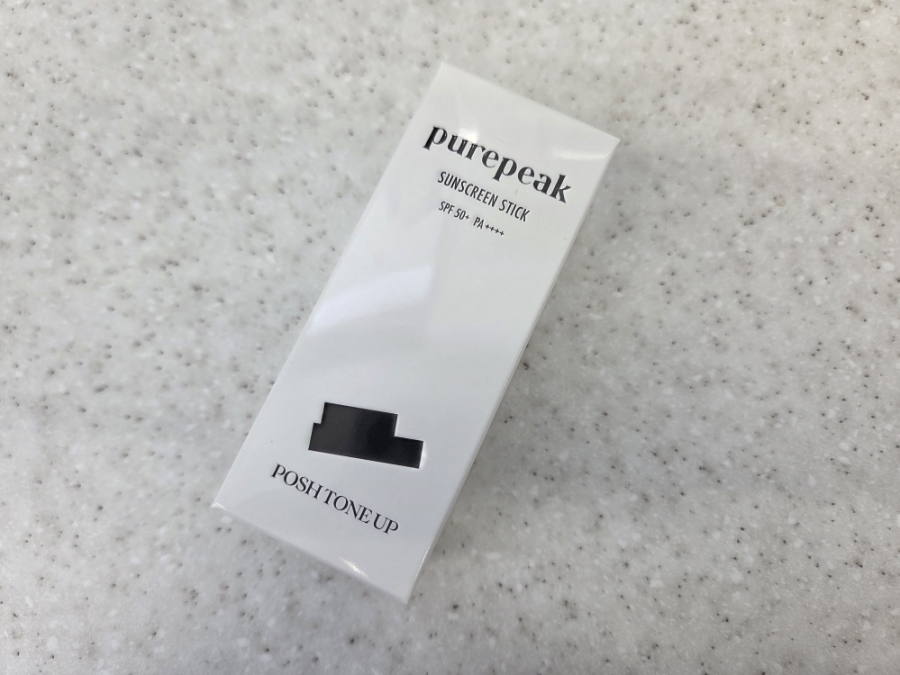 purepeak
SUNSCREEN STICK
SPF 50+ PA++++
POSH TONE UP